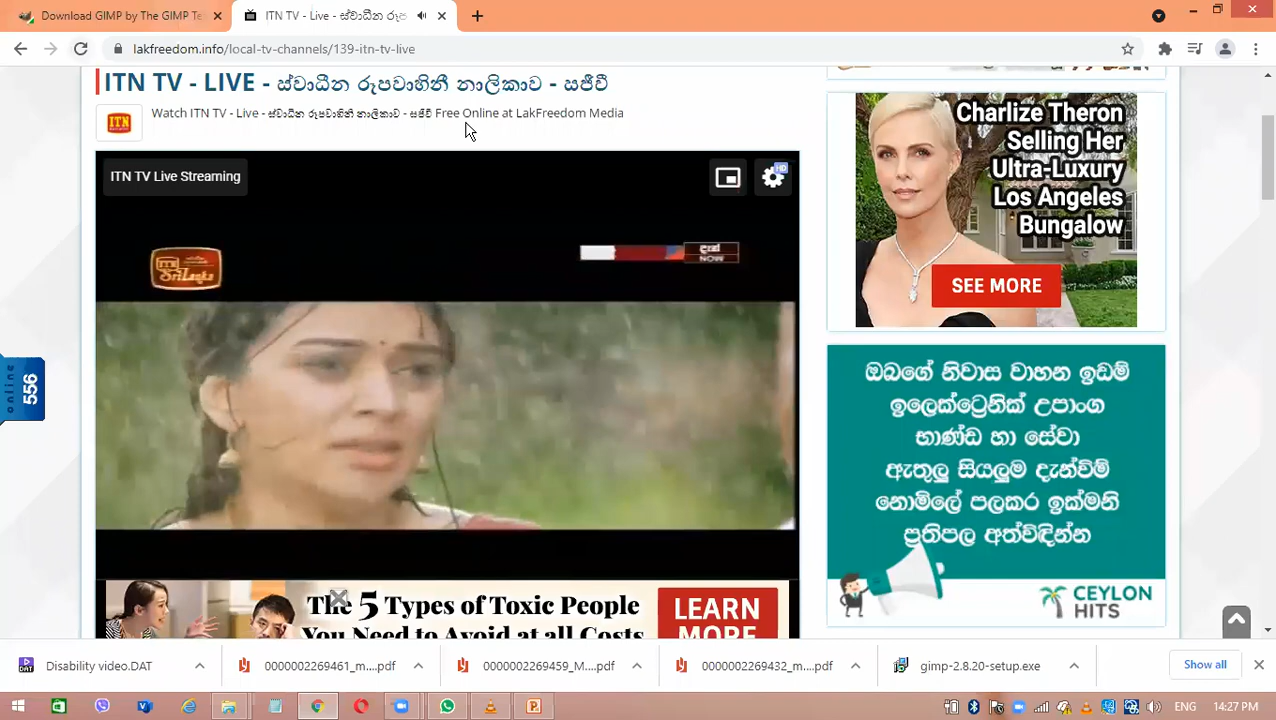 Download GIMP by The GIMP Te
ITN TV - Live - ස්වාධීන රූප
lakfreedom.info/local-tv-channels/139-itn-tv-live
ITN TV - LIVE - ස්වාධීන රූපවාහිනී නාලිකාව - සජීවී
ITN
Watch ITN TV - Live - ස්වාධීන රූපවාහිනී නාලිකාව - සජීවී Free Online at LakFreedom Media
ITN TV Live Streaming
HD
ITN
SriLanka
දැන්
NOW
The 5 Types of Toxic People
You Need to Avoid at all Costs
LEARN
MORE
Charlize Theron
Selling Her
Ultra-Luxury
Los Angeles
Bungalow
SEE MORE
ඔබගේ නිවාස වාහන ඉඩම්
ඉලෙක්ට්‍රෙනික් උපාංග
භාණ්ඩ හා සේවා
ඇතුලු සියලුම දැන්වීම්
නොමිලේ පලකර ඉක්මනි
ප්‍රතිපල අත්විඳින්න
CEYLON
HITS
online
556
Disability video.DAT
0000002269461_m....pdf
0000002269459_M....pdf
0000002269432_m....pdf
gimp-2.8.20-setup.exe
Show all
ENG
14:27 PM